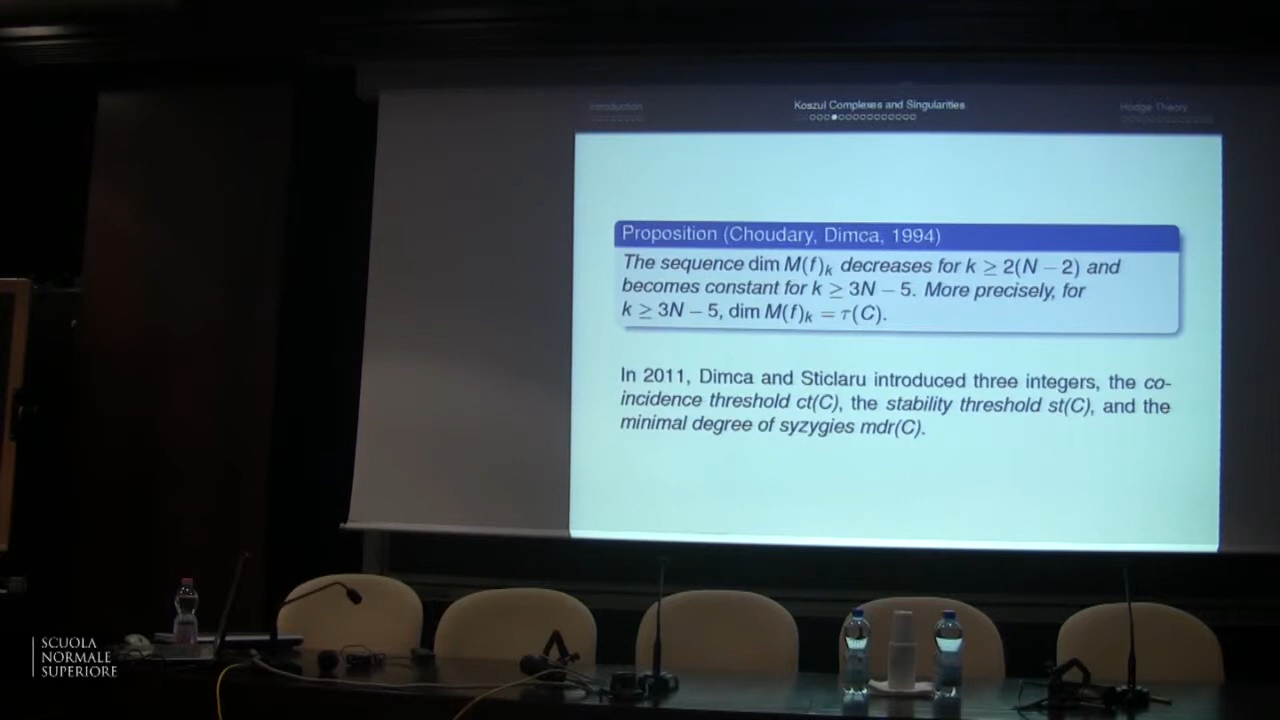 Introduction
Koszul Complexes and Singularities
Hodge Theory
Proposition (Choudary, Dimca, 1994)
The sequence dim M(f)ₖ decreases for k ≥ 2(N − 2) and
becomes constant for k ≥ 3N − 5. More precisely, for
k ≥ 3N − 5, dim M(f)ₖ = τ(C).
In 2011, Dimca and Sticlaru introduced three integers, the co-
incidence threshold ct(C), the stability threshold st(C), and the
minimal degree of syzygies mdr(C).
SCUOLA
NORMALE
SUPERIORE